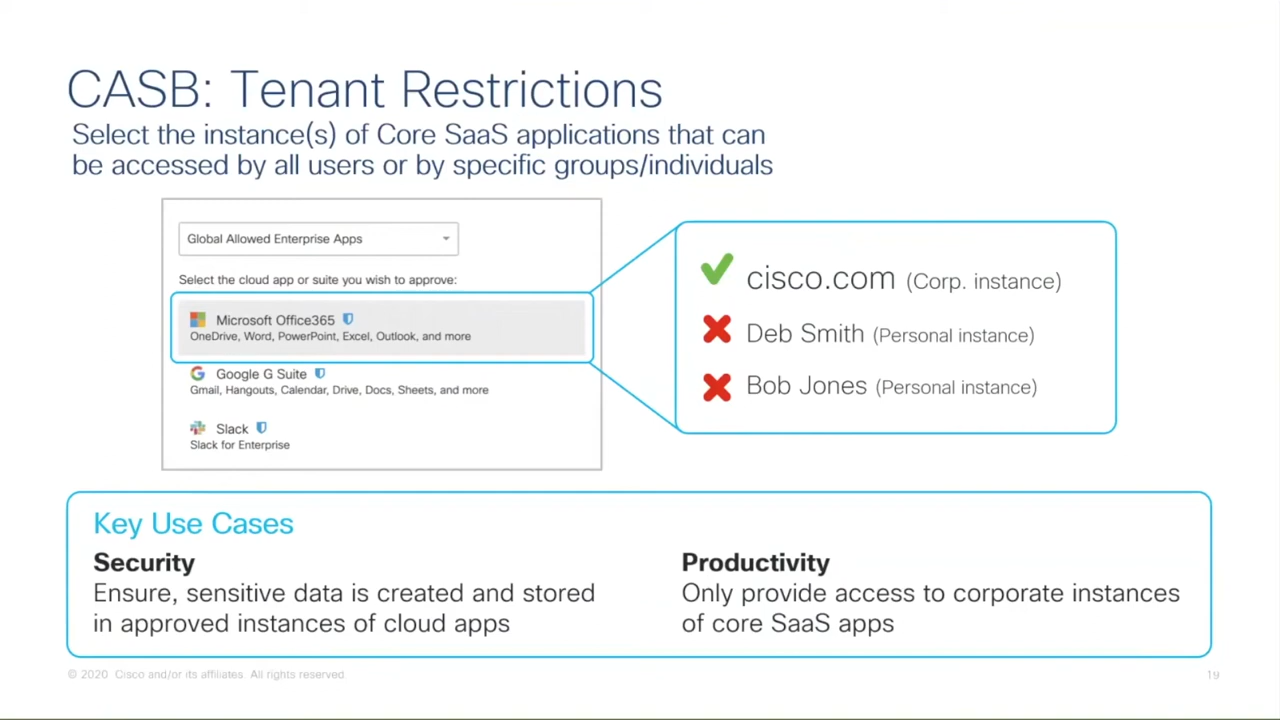 CASB: Tenant Restrictions
Select the instance(s) of Core SaaS applications that can
be accessed by all users or by specific groups/individuals
Global Allowed Enterprise Apps
Select the cloud app or suite you wish to approve:
Microsoft Office365
OneDrive, Word, PowerPoint, Excel, Outlook, and more
Google G Suite
Gmail, Hangouts, Calendar, Drive, Docs, Sheets, and more
Slack
Slack for Enterprise
cisco.com (Corp. instance)
Deb Smith (Personal instance)
Bob Jones (Personal instance)
Key Use Cases
Security
Ensure, sensitive data is created and stored
in approved instances of cloud apps
Productivity
Only provide access to corporate instances
of core SaaS apps
© 2020 Cisco and/or its affiliates. All rights reserved.
19